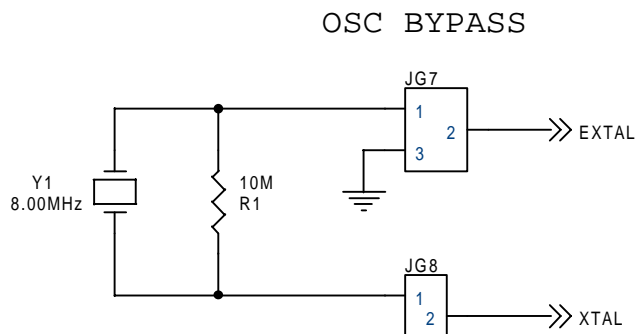 OSC BYPASS
JG7
1
2
EXTAL
3
Y1
8.00MHz
10M
R1
JG8
1
2
XTAL